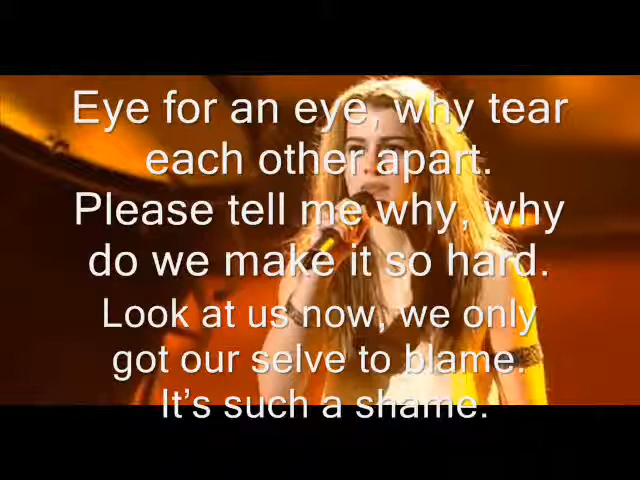 Eye for an eye, why tear
each other apart.
Please tell me why, why
do we make it so hard.
Look at us now, we only
got our selve to blame.
It’s such a shame.